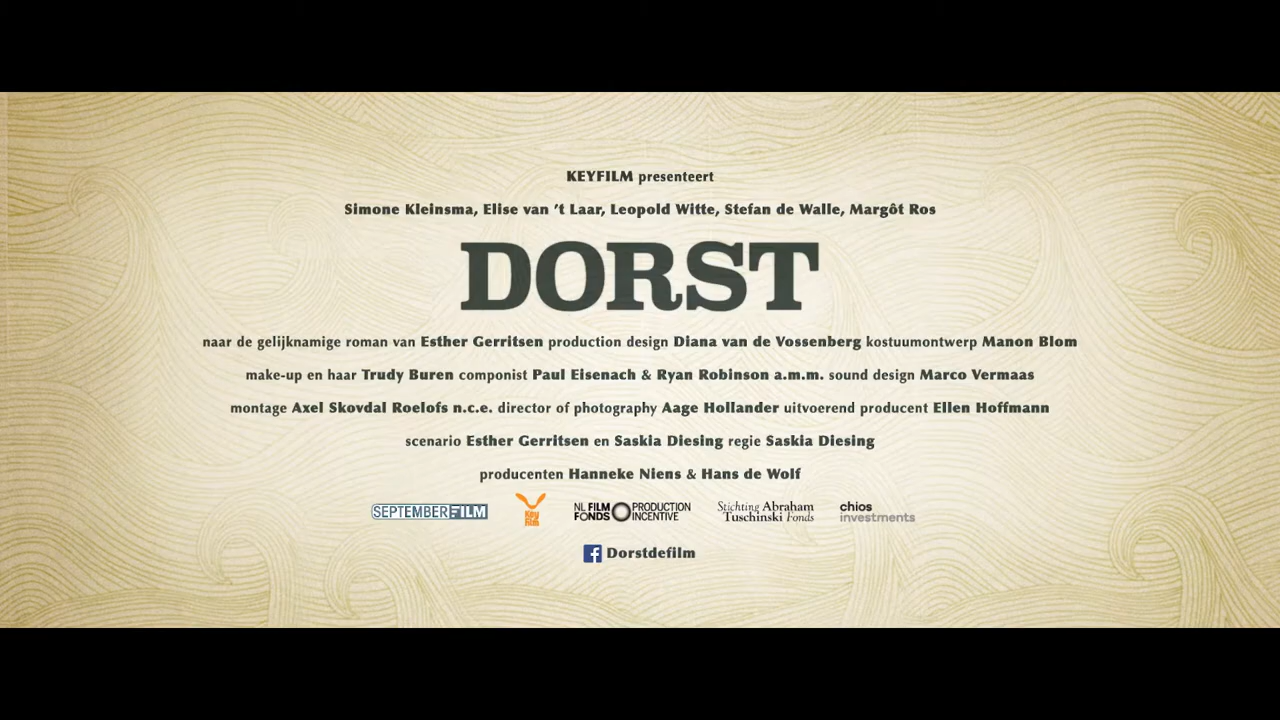 KEYFILM presenteert
Simone Kleinsma, Elise van ’t Laar, Leopold Witte, Stefan de Walle, Margôt Ros
DORST
naar de gelijknamige roman van Esther Gerritsen production design Diana van de Vossenberg kostuumontwerp Manon Blom
make-up en haar Trudy Buren componist Paul Eisenach & Ryan Robinson a.m.m. sound design Marco Vermaas
montage Axel Skovdal Roelofs n.c.e. director of photography Aage Hollander uitvoerend producent Ellen Hoffmann
scenario Esther Gerritsen en Saskia Diesing regie Saskia Diesing
producenten Hanneke Niens & Hans de Wolf
SEPTEMBER FILM
Key Film
NL FILM FONDS PRODUCTION INCENTIVE
Stichting Abraham Tuschinski Fonds
chios investments
Dorstdefilm